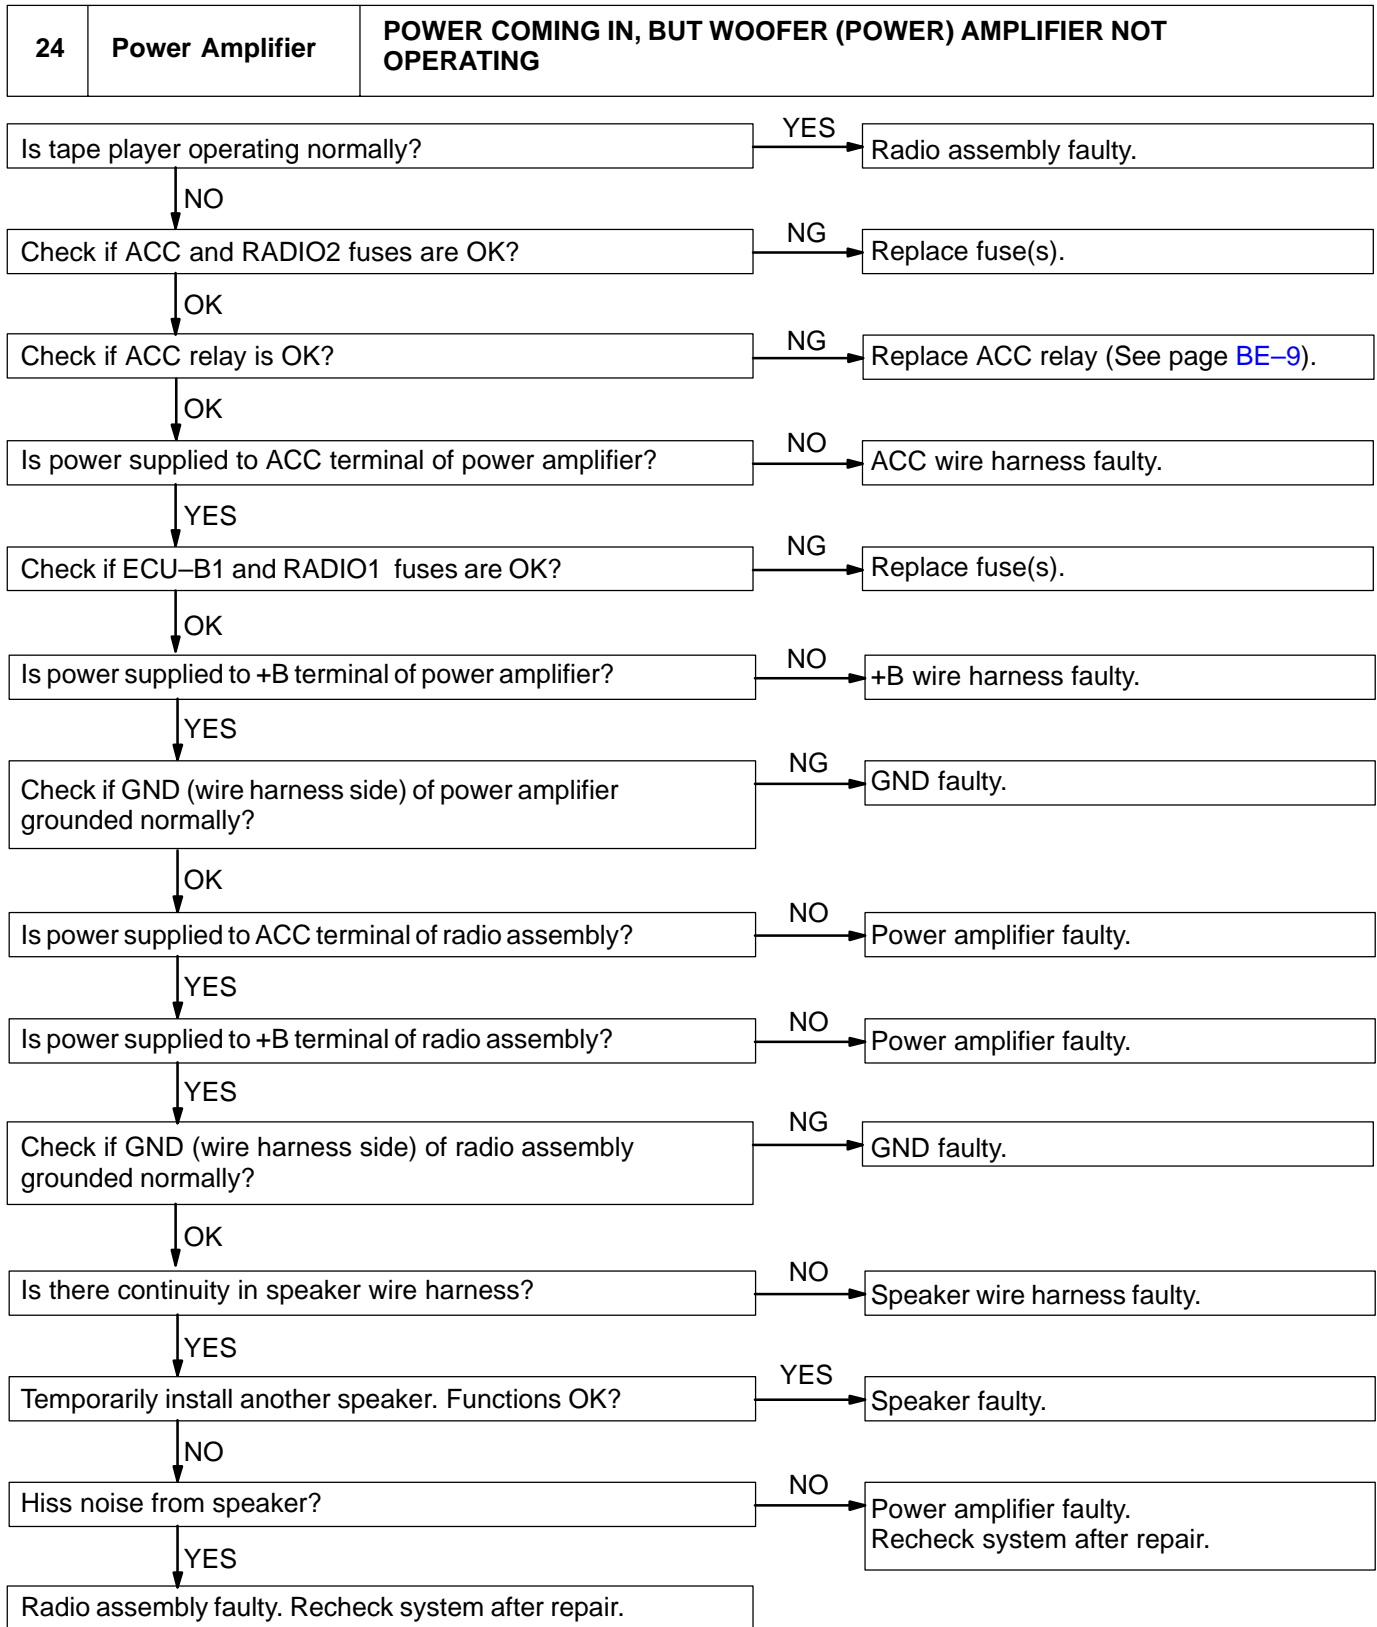 24
Power Amplifier
POWER COMING IN, BUT WOOFER (POWER) AMPLIFIER NOT
OPERATING
Is tape player operating normally?
YES
Radio assembly faulty.
NO
Check if ACC and RADIO2 fuses are OK?
NG
Replace fuse(s).
OK
Check if ACC relay is OK?
NG
Replace ACC relay (See page BE–9).
OK
Is power supplied to ACC terminal of power amplifier?
NO
ACC wire harness faulty.
YES
Check if ECU–B1 and RADIO1 fuses are OK?
NG
Replace fuse(s).
OK
Is power supplied to +B terminal of power amplifier?
NO
+B wire harness faulty.
YES
Check if GND (wire harness side) of power amplifier
grounded normally?
NG
GND faulty.
OK
Is power supplied to ACC terminal of radio assembly?
NO
Power amplifier faulty.
YES
Is power supplied to +B terminal of radio assembly?
NO
Power amplifier faulty.
YES
Check if GND (wire harness side) of radio assembly
grounded normally?
NG
GND faulty.
OK
Is there continuity in speaker wire harness?
NO
Speaker wire harness faulty.
YES
Temporarily install another speaker. Functions OK?
YES
Speaker faulty.
NO
Hiss noise from speaker?
NO
Power amplifier faulty.
Recheck system after repair.
YES
Radio assembly faulty. Recheck system after repair.